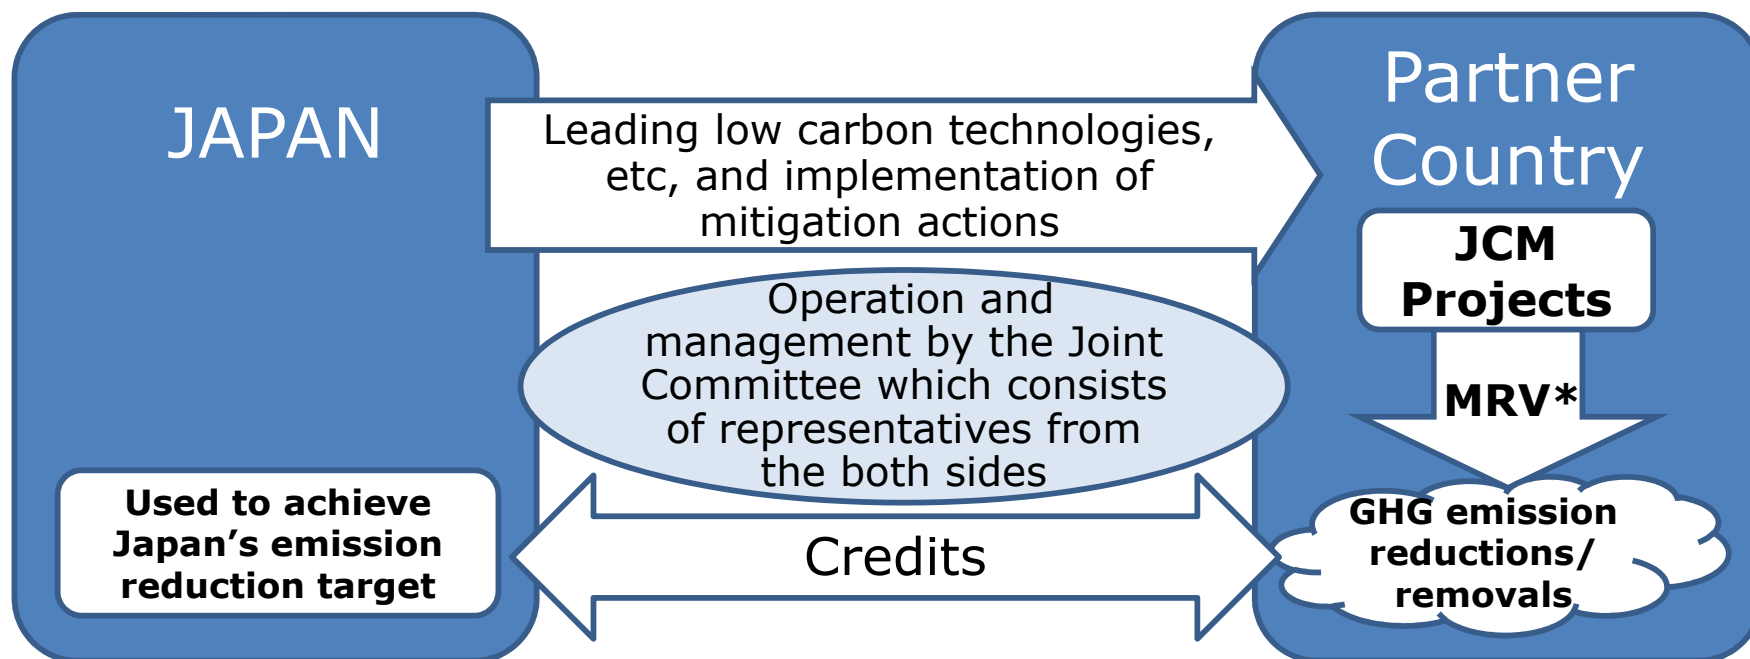 JAPAN
Leading low carbon technologies,
etc, and implementation of
mitigation actions
Partner
Country
JCM
Projects
Operation and
management by the Joint
Committee which consists
of representatives from
the both sides
MRV*
Used to achieve
Japan’s emission
reduction target
Credits
GHG emission
reductions/
removals